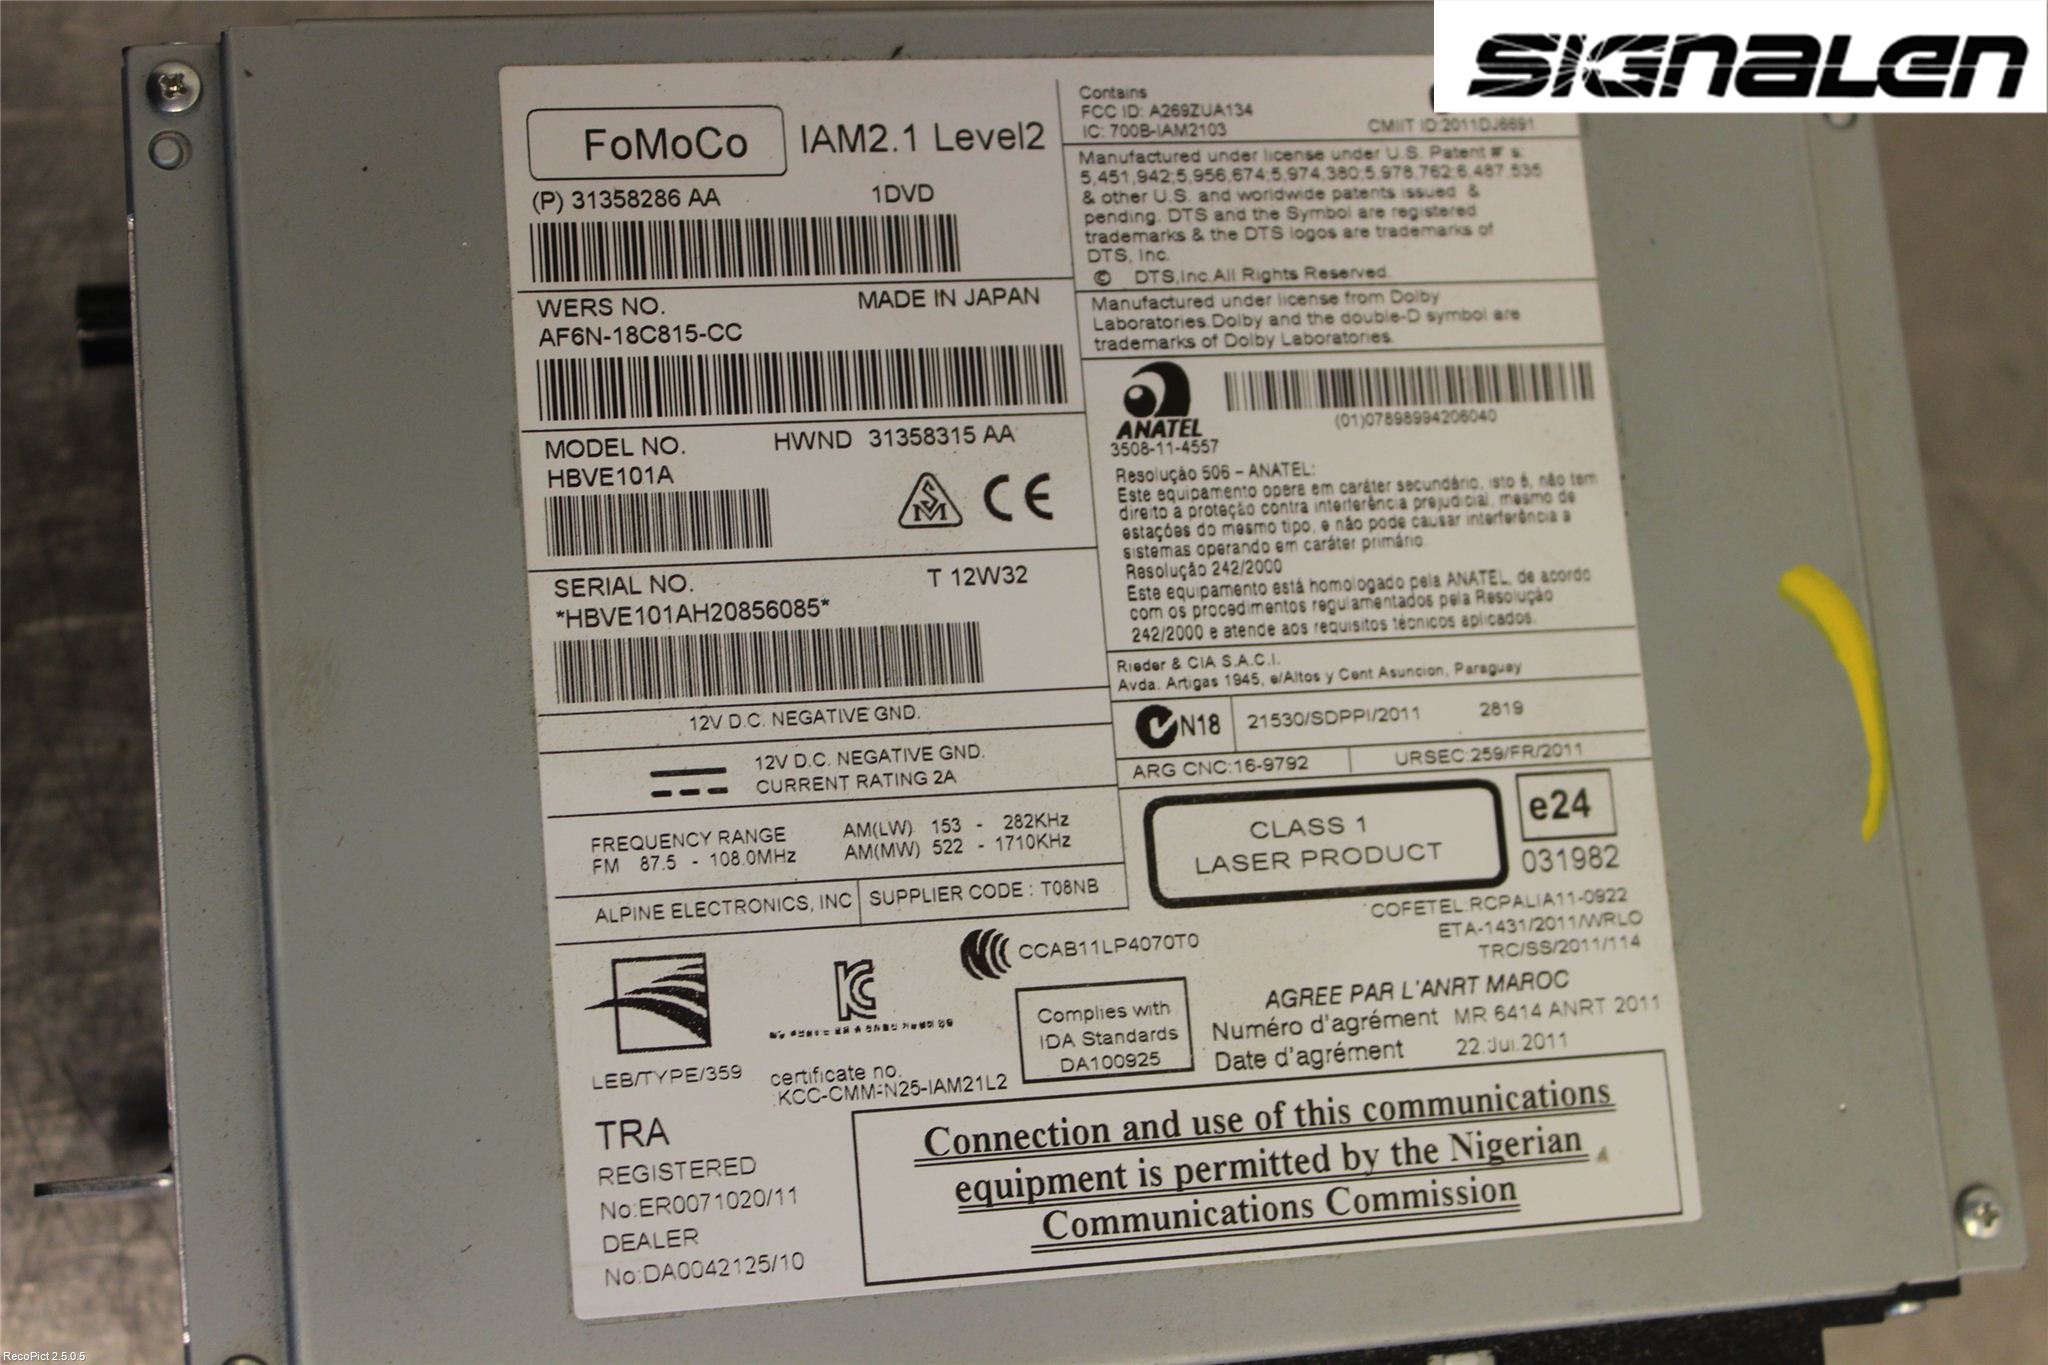 SIGNALEN
FoMoCo
IAM2.1 Level2
(P) 31358286 AA 1DVD
WERS NO. MADE IN JAPAN
AF6N-18C815-CC
MODEL NO. HWND 31358315 AA
HBVE101A
SM
CE
SERIAL NO. T 12W32
*HBVE101AH20856085*
12V D.C. NEGATIVE GND.
12V D.C. NEGATIVE GND.
CURRENT RATING 2A
FREQUENCY RANGE AM(LW) 153 - 282KHz
FM 87.5 - 108.0MHz AM(MW) 522 - 1710KHz
ALPINE ELECTRONICS, INC SUPPLIER CODE : T08NB
Contains
FCC ID: A269ZUA134
IC: 700B-IAM2103 CMIIT ID:2011DJ6691
Manufactured under license under U.S. Patent #'s:
5,451,942;5,956,674;5,974,380;5,978,762;6,487,535
& other U.S. and worldwide patents issued &
pending. DTS and the Symbol are registered
trademarks & the DTS logos are trademarks of
DTS, Inc.
© DTS,Inc.All Rights Reserved.
Manufactured under license from Dolby
Laboratories.Dolby and the double-D symbol are
trademarks of Dolby Laboratories.
ANATEL
3508-11-4557
(01)07898994206040
Resolução 506 – ANATEL:
Este equipamento opera em caráter secundário, isto é, não tem
direito a proteção contra interferência prejudicial, mesmo de
estações do mesmo tipo, e não pode causar interferência a
sistemas operando em caráter primário.
Resolução 242/2000
Este equipamento está homologado pela ANATEL, de acordo
com os procedimentos regulamentados pela Resolução
242/2000 e atende aos requisitos técnicos aplicados.
Rieder & CIA S.A.C.I.
Avda. Artigas 1945, e/Altos y Cent Asuncion, Paraguay
N18 21530/SDPPI/2011 2819
ARG CNC:16-9792 URSEC:259/FR/2011
CLASS 1
LASER PRODUCT
e24
031982
COFETEL:RCPALIA11-0922
ETA-1431/2011/WRLO
TRC/SS/2011/114
CCAB11LP4070T0
LEB/TYPE/359
certificate no.
:KCC-CMM-N25-IAM21L2
Complies with
IDA Standards
DA100925
AGREE PAR L'ANRT MAROC
Numéro d'agrément MR 6414 ANRT 2011
Date d'agrément 22.Jui.2011
TRA
REGISTERED
No:ER0071020/11
DEALER
No:DA0042125/10
Connection and use of this communications
equipment is permitted by the Nigerian
Communications Commission
RecoPict 2.5.0.5